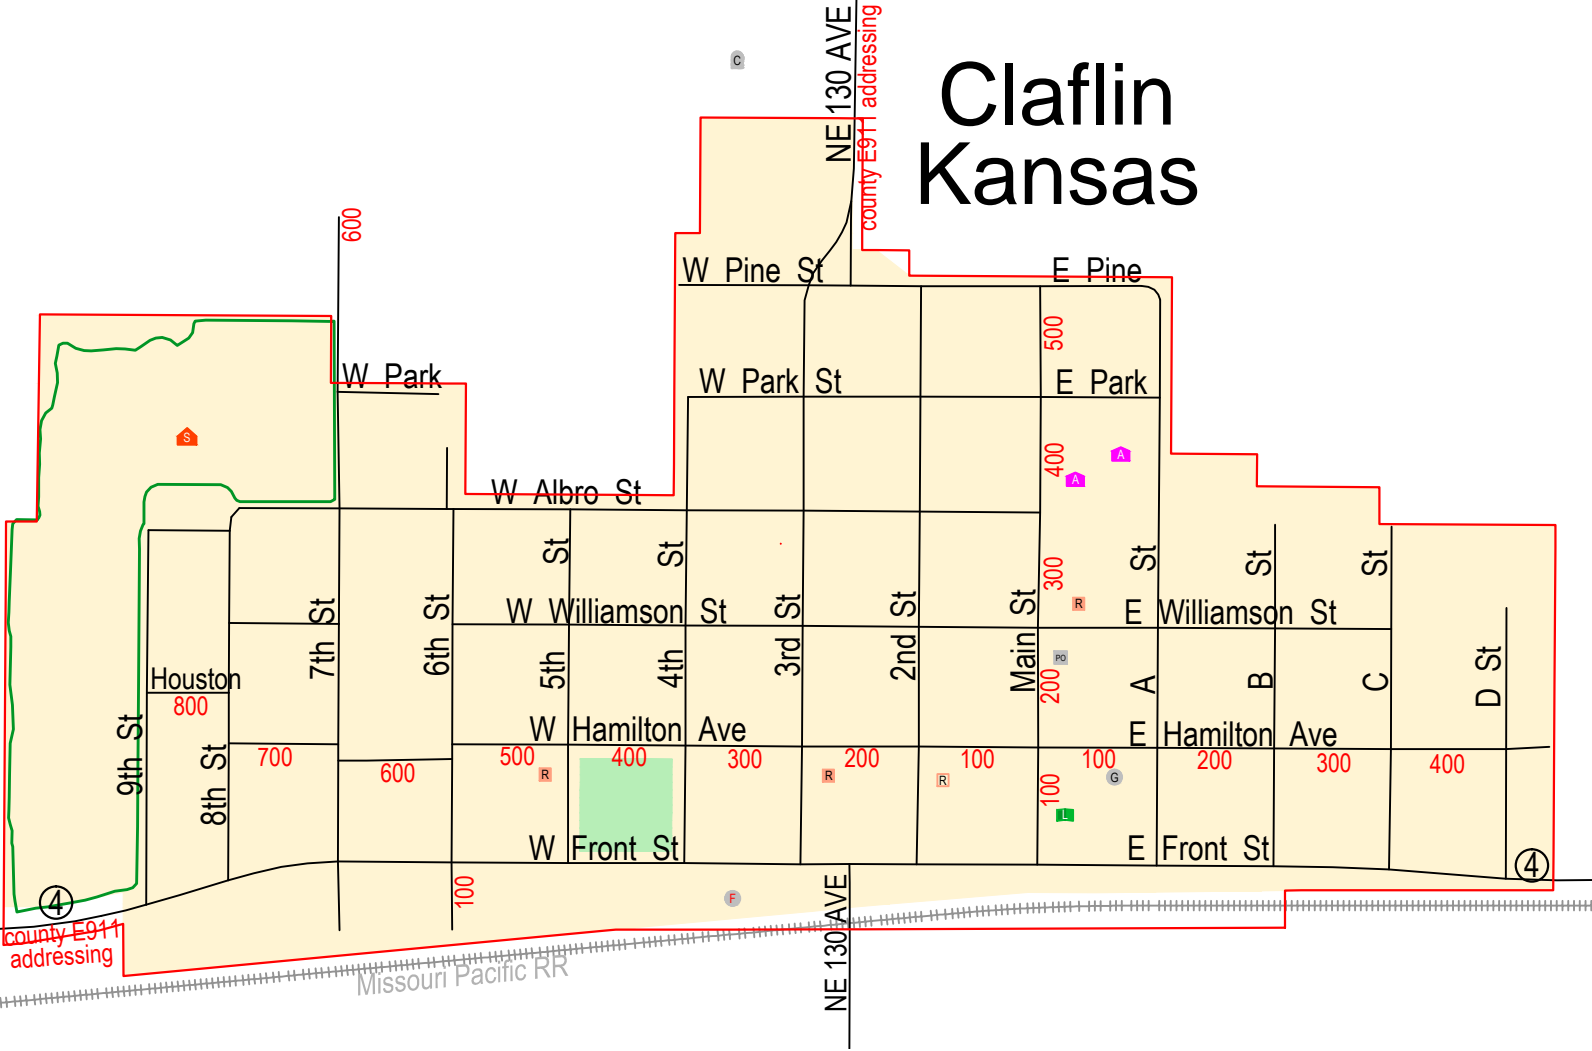 Claflin
Kansas
NE 130 AVE
county E911 addressing
C
600
W Pine St
E Pine
500
W Park
W Park St
E Park
400
S
A
A
W Albro St
300
R
W Williamson St
E Williamson St
PO
200
Houston
800
9th St
8th St
7th St
6th St
5th St
4th St
3rd St
2nd St
Main St
A St
B St
C St
D St
W Hamilton Ave
E Hamilton Ave
700
600
500
400
300
200
100
100
200
300
400
R
R
R
G
100
L
W Front St
E Front St
4
4
100
F
NE 130 AVE
county E911
addressing
Missouri Pacific RR